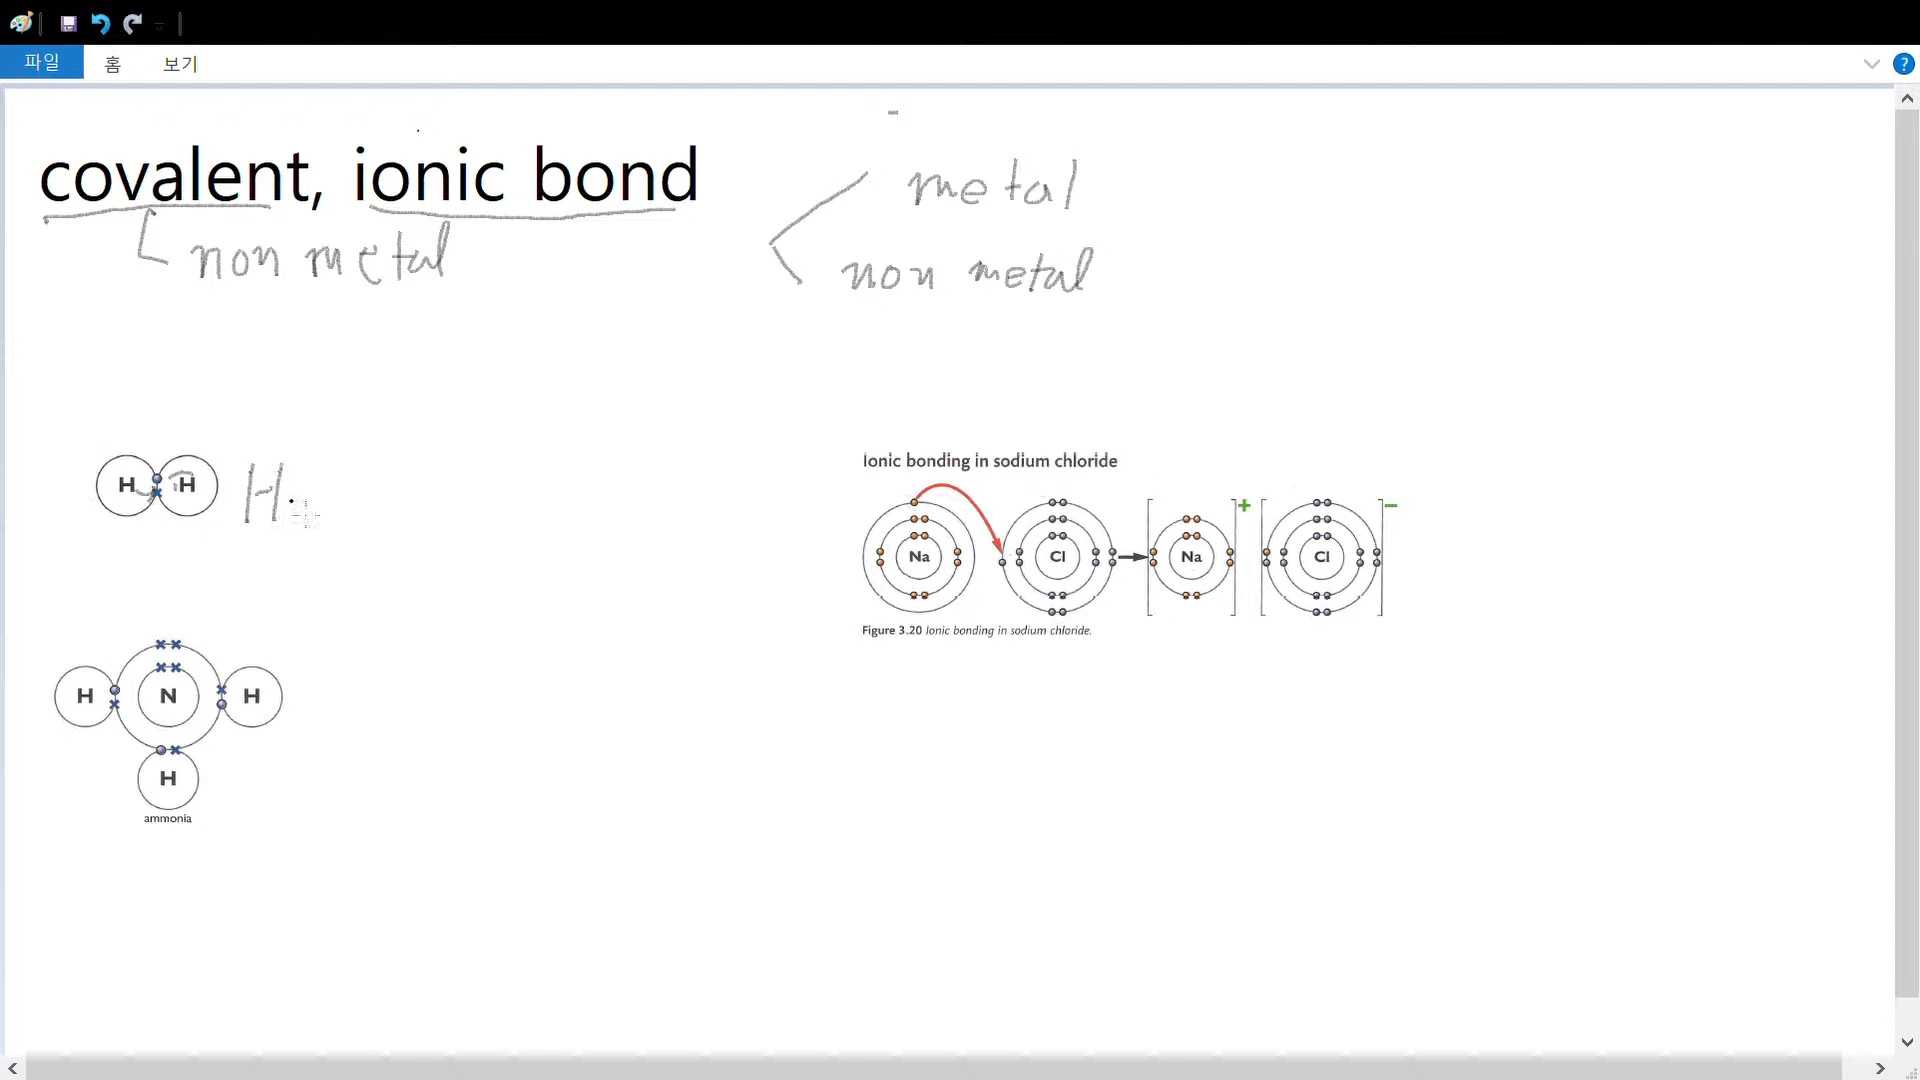 파일 홈 보기
covalent, ionic bond
non metal
metal
non metal
H H H
Ionic bonding in sodium chloride
Na Cl Na + Cl −
Figure 3.20 Ionic bonding in sodium chloride.
H N H
H
ammonia